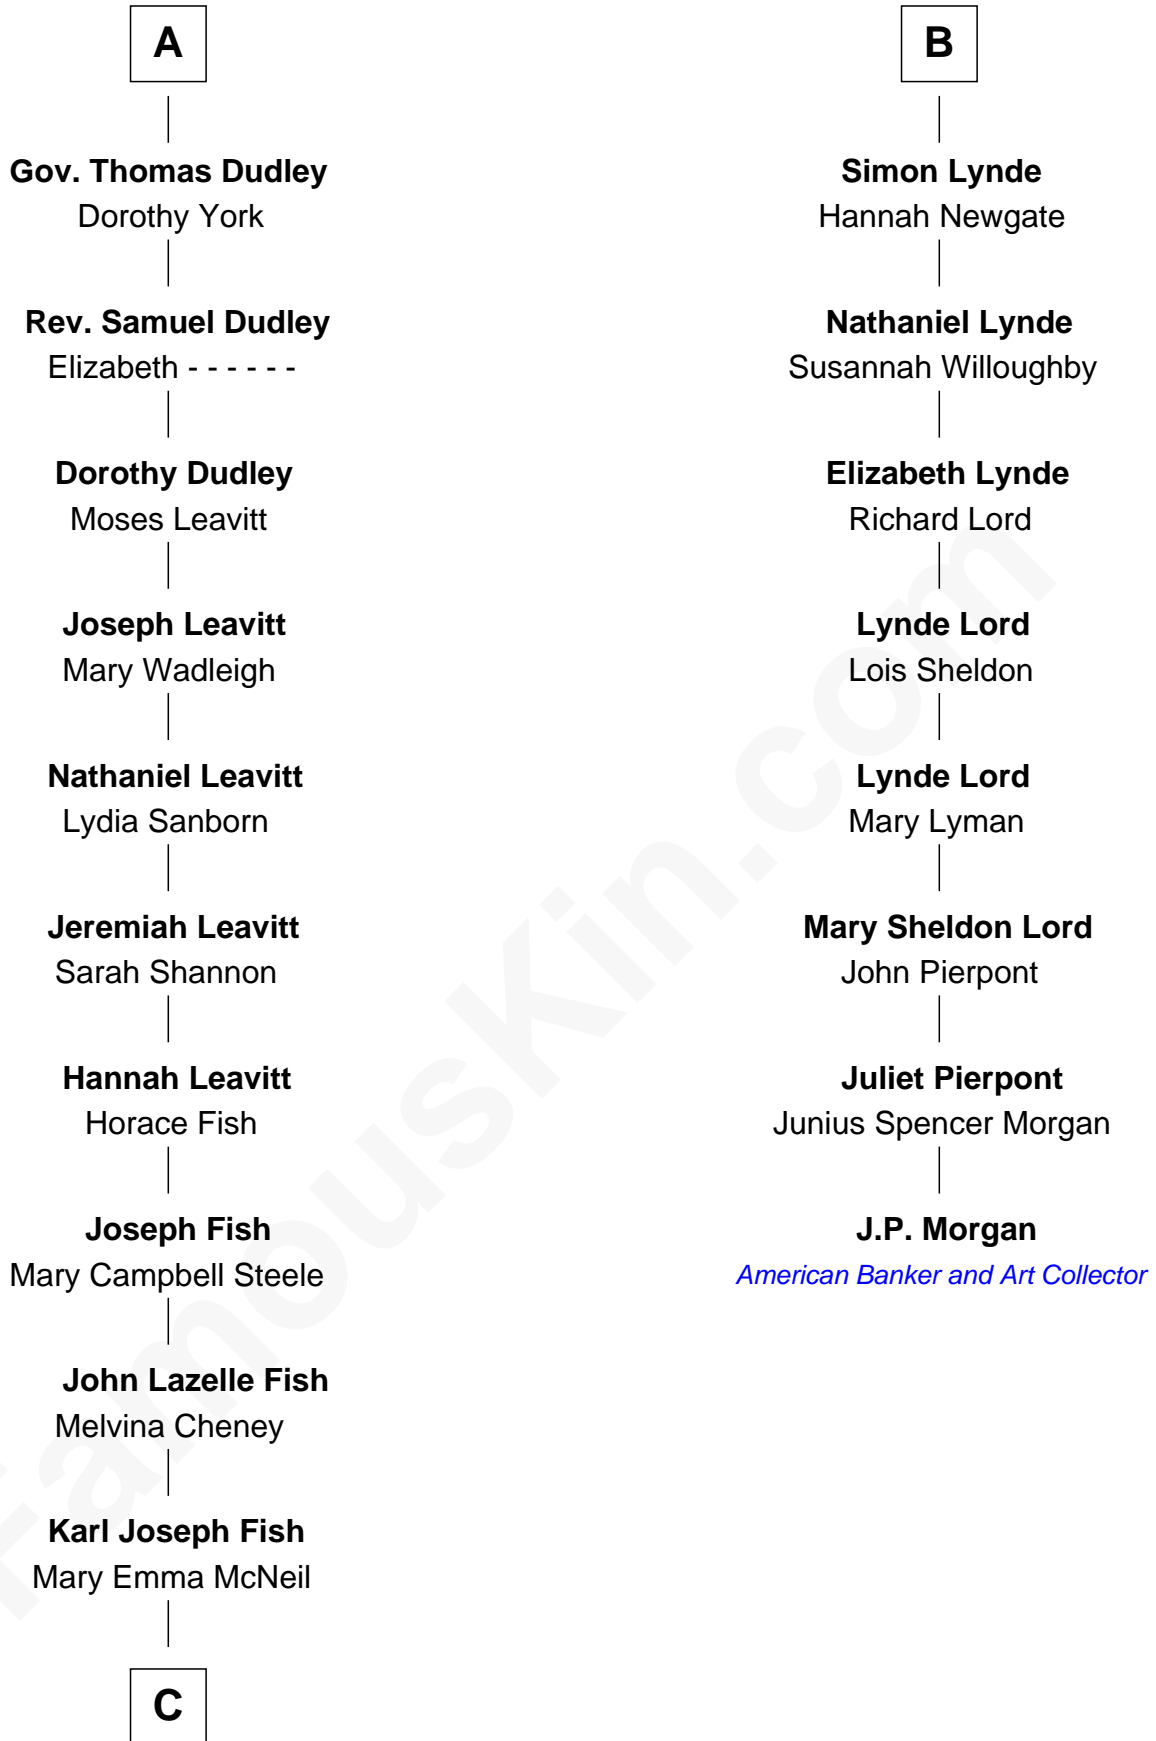 A
Gov. Thomas Dudley
Dorothy York
Rev. Samuel Dudley
Elizabeth - - - - - -
Dorothy Dudley
Moses Leavitt
Joseph Leavitt
Mary Wadleigh
Nathaniel Leavitt
Lydia Sanborn
Jeremiah Leavitt
Sarah Shannon
Hannah Leavitt
Horace Fish
Joseph Fish
Mary Campbell Steele
John Lazelle Fish
Melvina Cheney
Karl Joseph Fish
Mary Emma McNeil
C
B
Simon Lynde
Hannah Newgate
Nathaniel Lynde
Susannah Willoughby
Elizabeth Lynde
Richard Lord
Lynde Lord
Lois Sheldon
Lynde Lord
Mary Lyman
Mary Sheldon Lord
John Pierpont
Juliet Pierpont
Junius Spencer Morgan
J.P. Morgan
American Banker and Art Collector
FamousKin.com